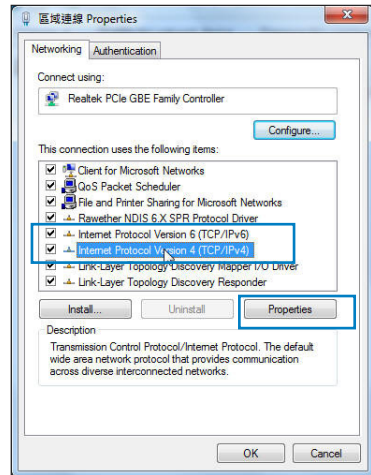 區域連線 Properties
Networking Authentication
Connect using:
Realtek PCIe GBE Family Controller
Configure...
This connection uses the following items:
Client for Microsoft Networks
QoS Packet Scheduler
File and Printer Sharing for Microsoft Networks
Rawether NDIS 6.X SPR Protocol Driver
Internet Protocol Version 6 (TCP/IPv6)
Internet Protocol Version 4 (TCP/IPv4)
Link-Layer Topology Discovery Mapper I/O Driver
Link-Layer Topology Discovery Responder
Install... Uninstall Properties
Description
Transmission Control Protocol/Internet Protocol. The default
wide area network protocol that provides communication
across diverse interconnected networks.
OK Cancel